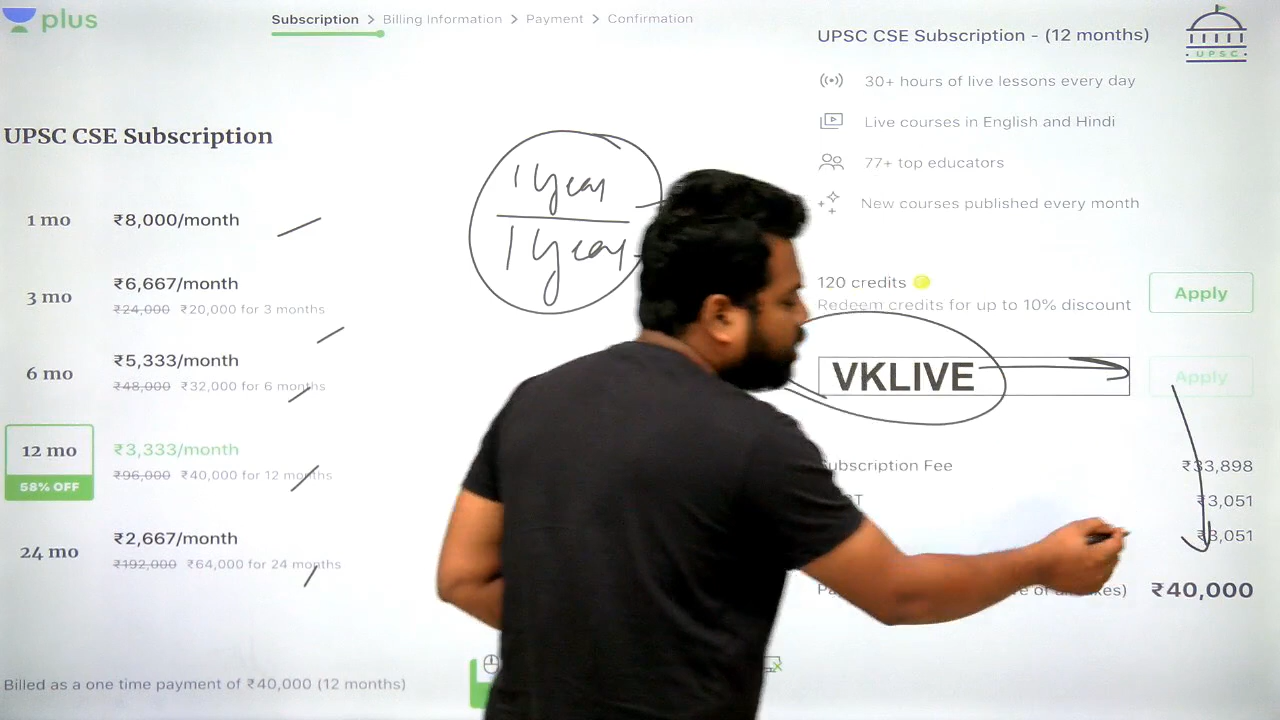 plus
Subscription > Billing Information > Payment > Confirmation
UPSC CSE Subscription - (12 months)
UPSC
30+ hours of live lessons every day
Live courses in English and Hindi
77+ top educators
New courses published every month
UPSC CSE Subscription
1 mo ₹8,000/month
3 mo ₹6,667/month
₹24,000 ₹20,000 for 3 months
6 mo ₹5,333/month
₹48,000 ₹32,000 for 6 months
12 mo ₹3,333/month
58% OFF ₹96,000 ₹40,000 for 12 months
24 mo ₹2,667/month
₹192,000 ₹64,000 for 24 months
Billed as a one time payment of ₹40,000 (12 months)
1 Year
1 Year
120 credits
Redeem credits for up to 10% discount
Apply
VKLIVE
Apply
Subscription Fee ₹33,898
₹3,051
₹3,051
₹40,000